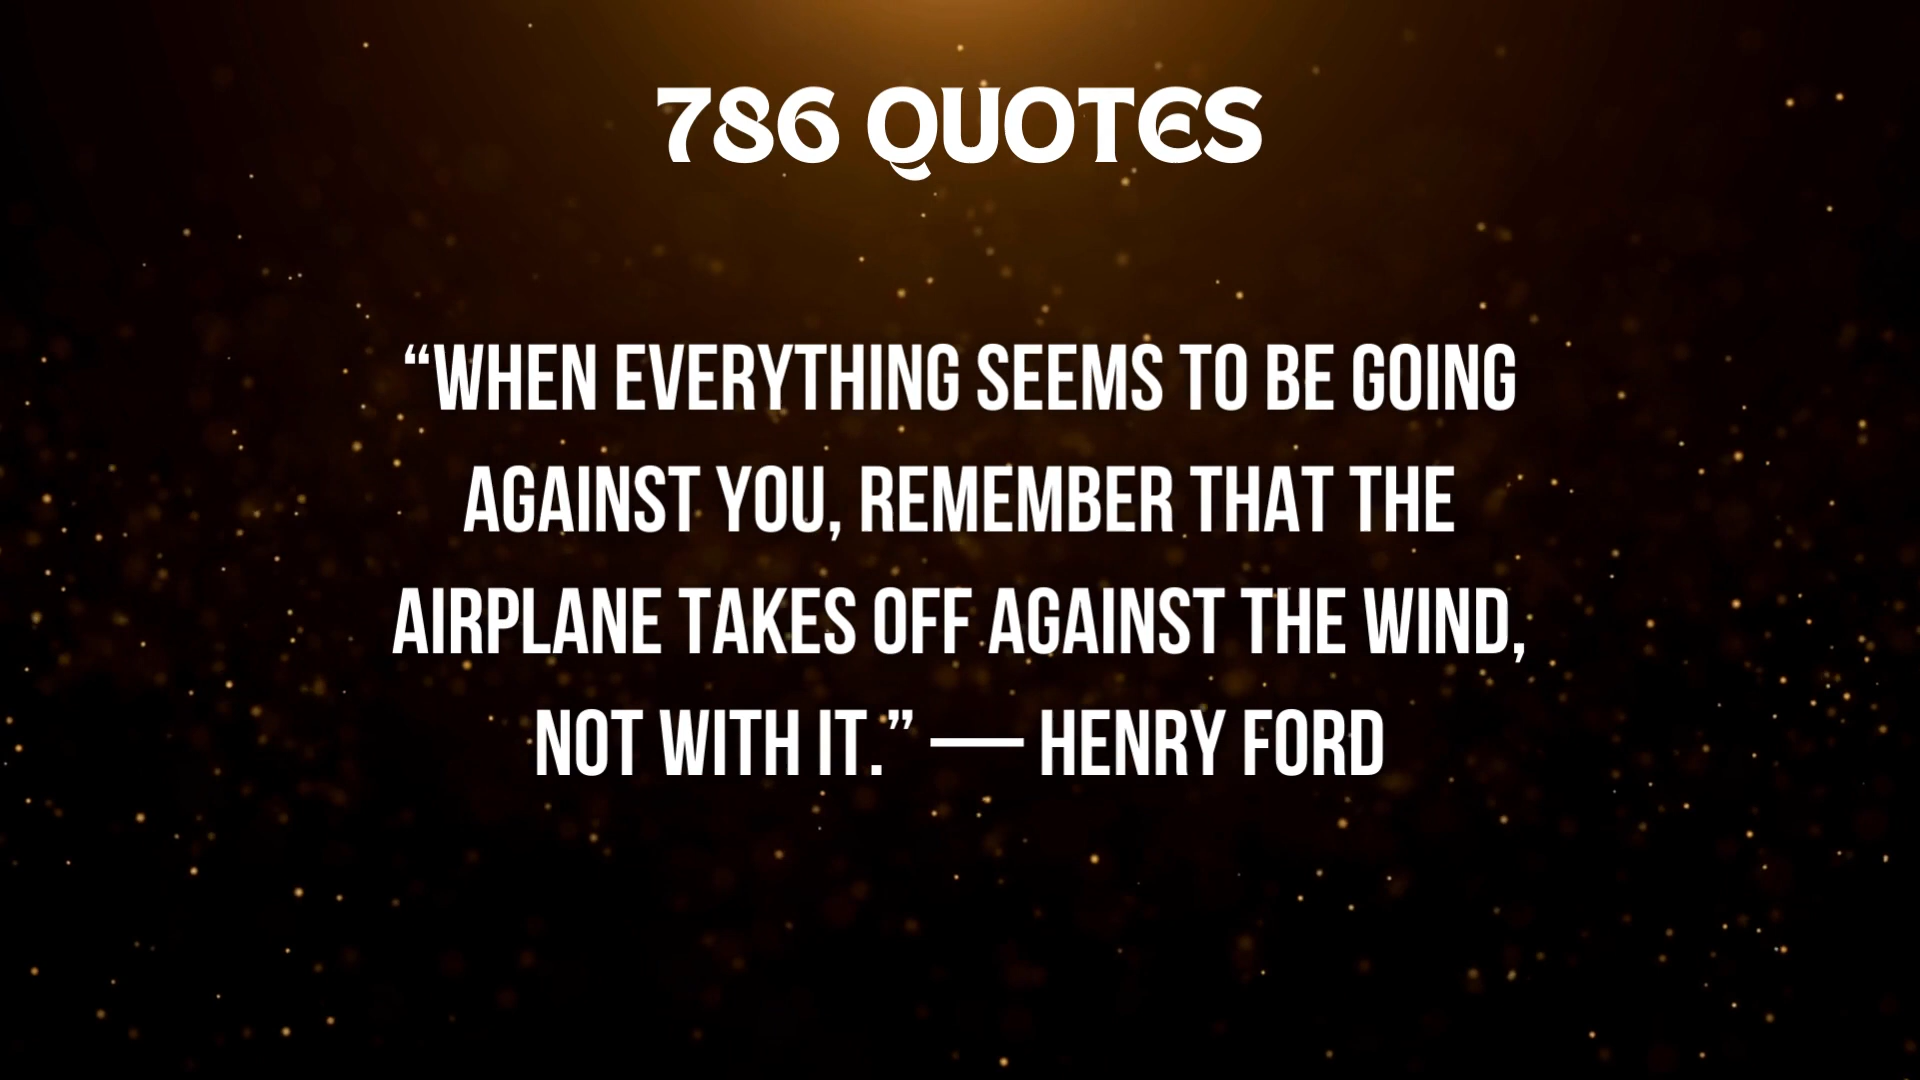 786 QUOTES
“WHEN EVERYTHING SEEMS TO BE GOING
AGAINST YOU, REMEMBER THAT THE
AIRPLANE TAKES OFF AGAINST THE WIND,
NOT WITH IT.” — HENRY FORD